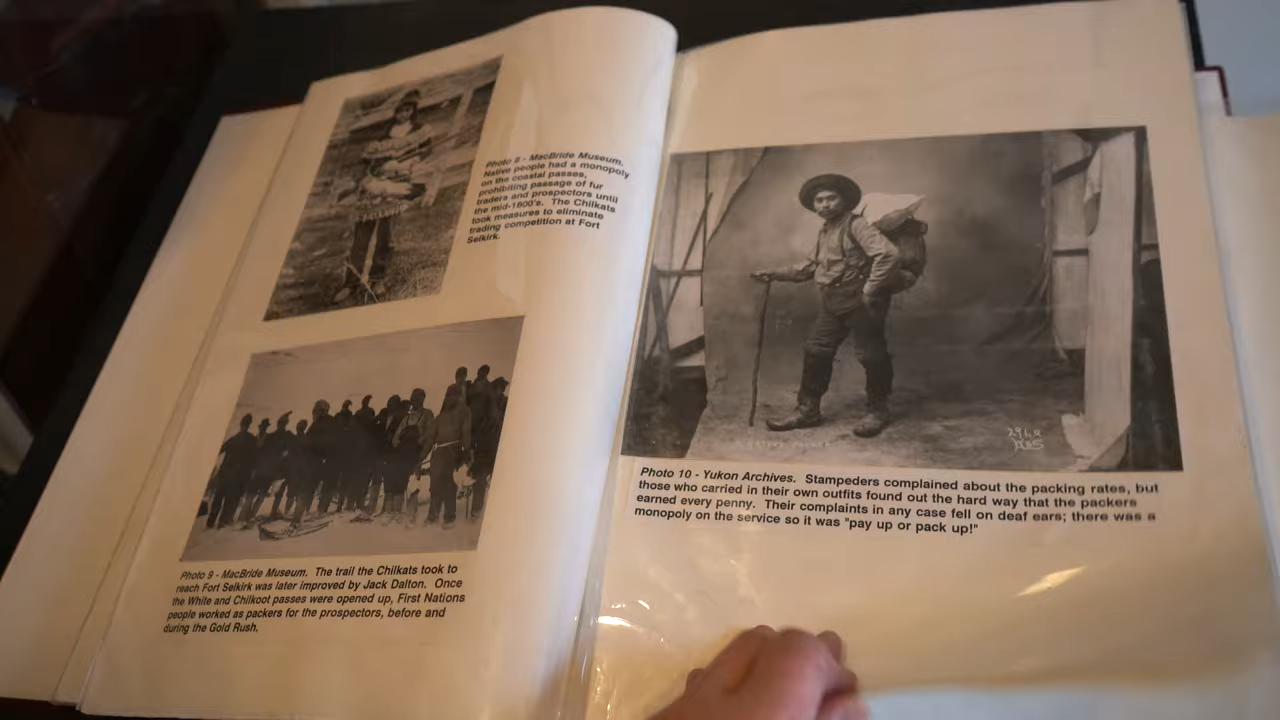 Photo 8 - MacBride Museum.
Native people had a monopoly
on the coastal passes,
prohibiting passage of fur
traders and prospectors until
the mid-1800's. The Chilkats
took measures to eliminate
trading competition at Fort
Selkirk.
Photo 9 - MacBride Museum. The trail the Chilkats took to
reach Fort Selkirk was later improved by Jack Dalton. Once
the White and Chilkoot passes were opened up, First Nations
people worked as packers for the prospectors, before and
during the Gold Rush.
Photo 10 - Yukon Archives. Stampeders complained about the packing rates, but
those who carried in their own outfits found out the hard way that the packers
earned every penny. Their complaints in any case fell on deaf ears; there was a
monopoly on the service so it was "pay up or pack up!"